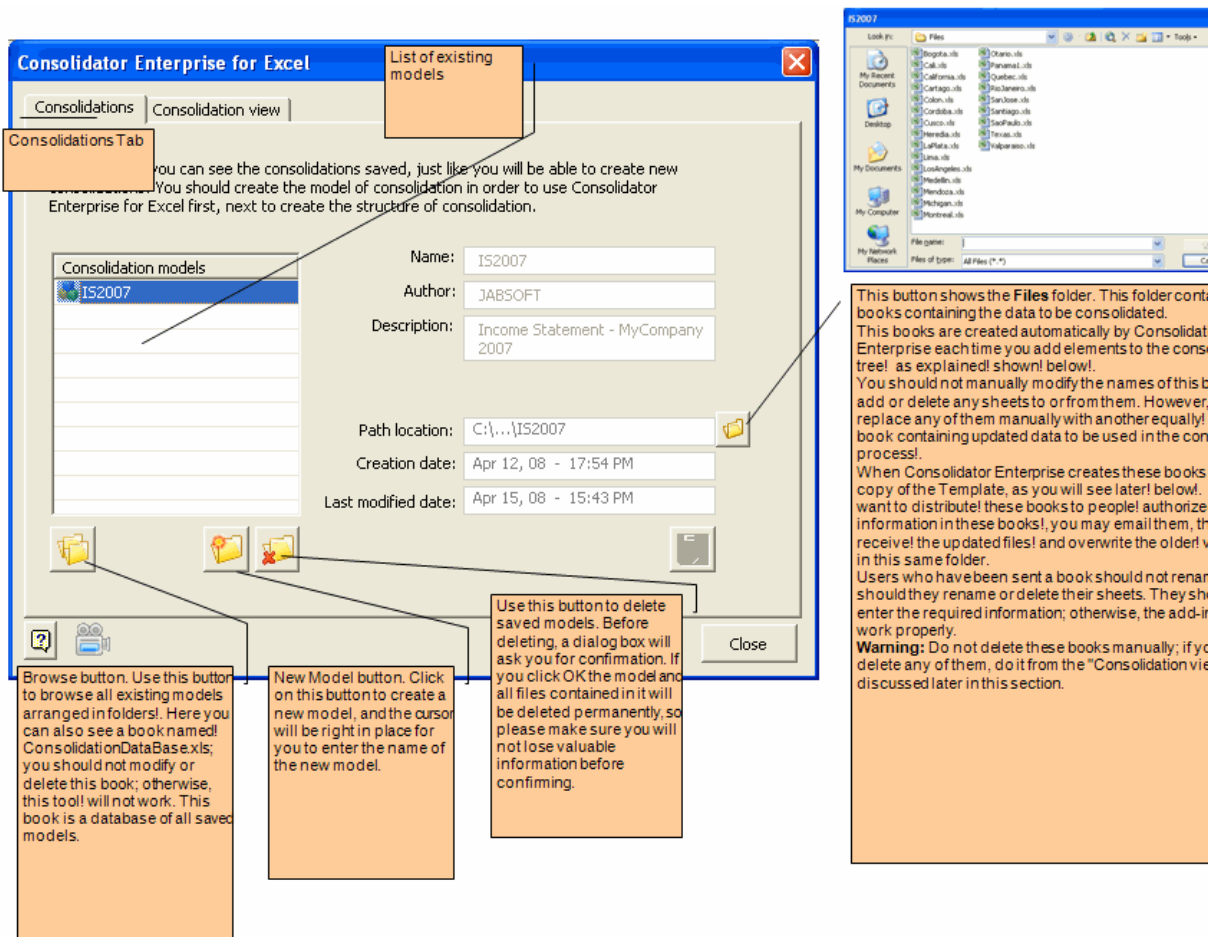 Consolidator Enterprise for Excel
List of existing
models
Consolidations
Consolidation view
Consolidations Tab
you can see the consolidations saved, just like you will be able to create new
You should create the model of consolidation in order to use Consolidator
Enterprise for Excel first, next to create the structure of consolidation.
Consolidation models
IS2007
Name:
IS2007
Author:
JABSOFT
Description:
Income Statement - MyCompany
2007
Path location:
C:\...\IS2007
Creation date:
Apr 12, 08 - 17:54 PM
Last modified date:
Apr 15, 08 - 15:43 PM
Close
Browse button. Use this button
to browse all existing models
arranged in folders!. Here you
can also see a book named!
ConsolidationDataBase.xls;
you should not modify or
delete this book; otherwise,
this tool! will not work. This
book is a database of all saved
models.
New Model button. Click
on this button to create a
new model, and the cursor
will be right in place for
you to enter the name of
the new model.
Use this button to delete
saved models. Before
deleting, a dialog box will
ask you for confirmation. If
you click OK the model and
all files contained in it will
be deleted permanently, so
please make sure you will
not lose valuable
information before
confirming.
IS2007
Look in:
Files
Tools
My Recent
Documents
Desktop
My Documents
My Computer
My Network
Places
Bogota.xls
Cali.xls
California.xls
Cartago.xls
Colon.xls
Cordoba.xls
Cusco.xls
Heredia.xls
LaPlata.xls
Lima.xls
LosAngeles.xls
Medellin.xls
Mendoza.xls
Michigan.xls
Montreal.xls
Otario.xls
Panama1.xls
Quebec.xls
RioJaneiro.xls
SanJose.xls
Santiago.xls
SaoPaulo.xls
Texas.xls
Valparaiso.xls
File name:
Files of type:
All Files (*.*)
This button shows the Files folder. This folder conta
books containing the data to be consolidated.
This books are created automatically by Consolidat
Enterprise each time you add elements to the conso
tree! as explained! shown! below!.
You should not manually modify the names of this b
add or delete any sheets to or from them. However,
replace any of them manually with another equally!
book containing updated data to be used in the con
process!.
When Consolidator Enterprise creates these books
copy of the Template, as you will see later! below!.
want to distribute! these books to people! authorize
information in these books!, you may email them, th
receive! the updated files! and overwrite the older! v
in this same folder.
Users who have been sent a book should not renam
should they rename or delete their sheets. They sho
enter the required information; otherwise, the add-in
work properly.
Warning: Do not delete these books manually; if yo
delete any of them, do it from the "Consolidation vie
discussed later in this section.